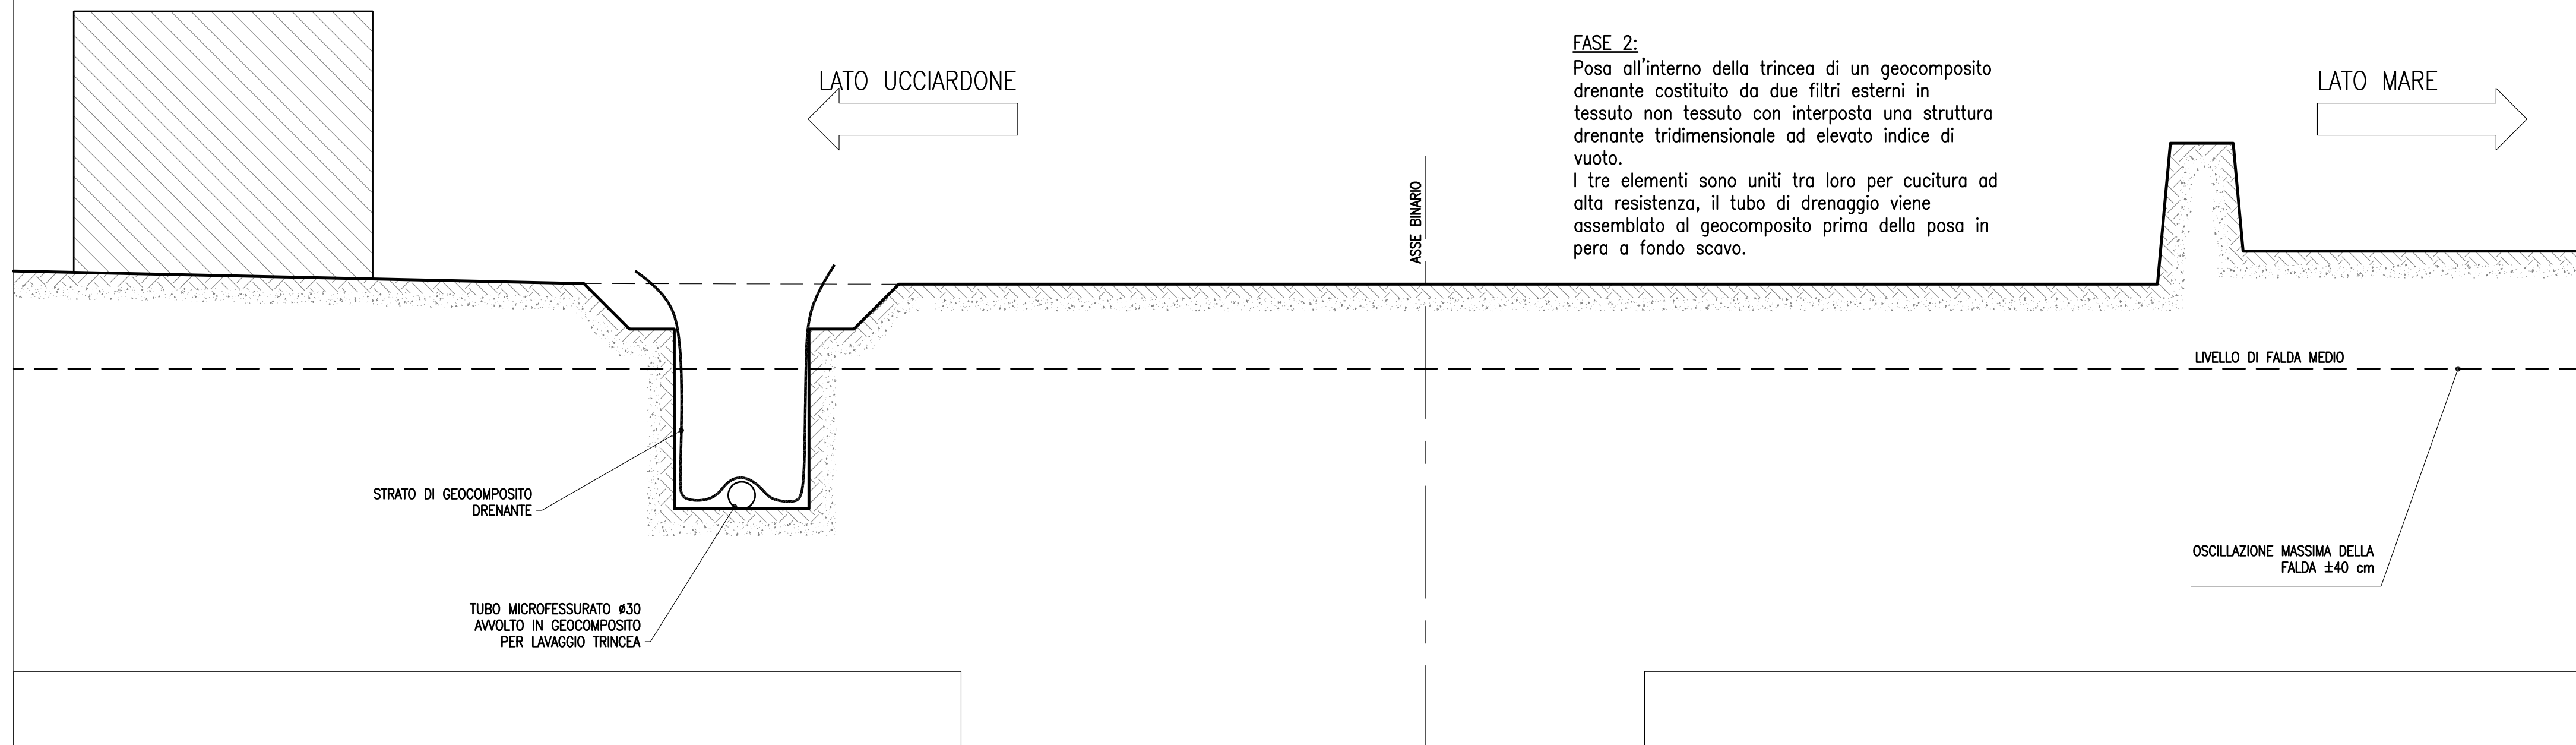 LATO UCCIARDONE
FASE 2:
Posa all'interno della trincea di un geocomposito
drenante costituito da due filtri esterni in
tessuto non tessuto con interposta una struttura
drenante tridimensionale ad elevato indice di
vuoto.
I tre elementi sono uniti tra loro per cucitura ad
alta resistenza, il tubo di drenaggio viene
assemblato al geocomposito prima della posa in
pera a fondo scavo.
LATO MARE
ASSE BINARIO
LIVELLO DI FALDA MEDIO
STRATO DI GEOCOMPOSITO
DRENANTE
OSCILLAZIONE MASSIMA DELLA
FALDA ±40 cm
TUBO MICROFESSURATO ø30
AVVOLTO IN GEOCOMPOSITO
PER LAVAGGIO TRINCEA